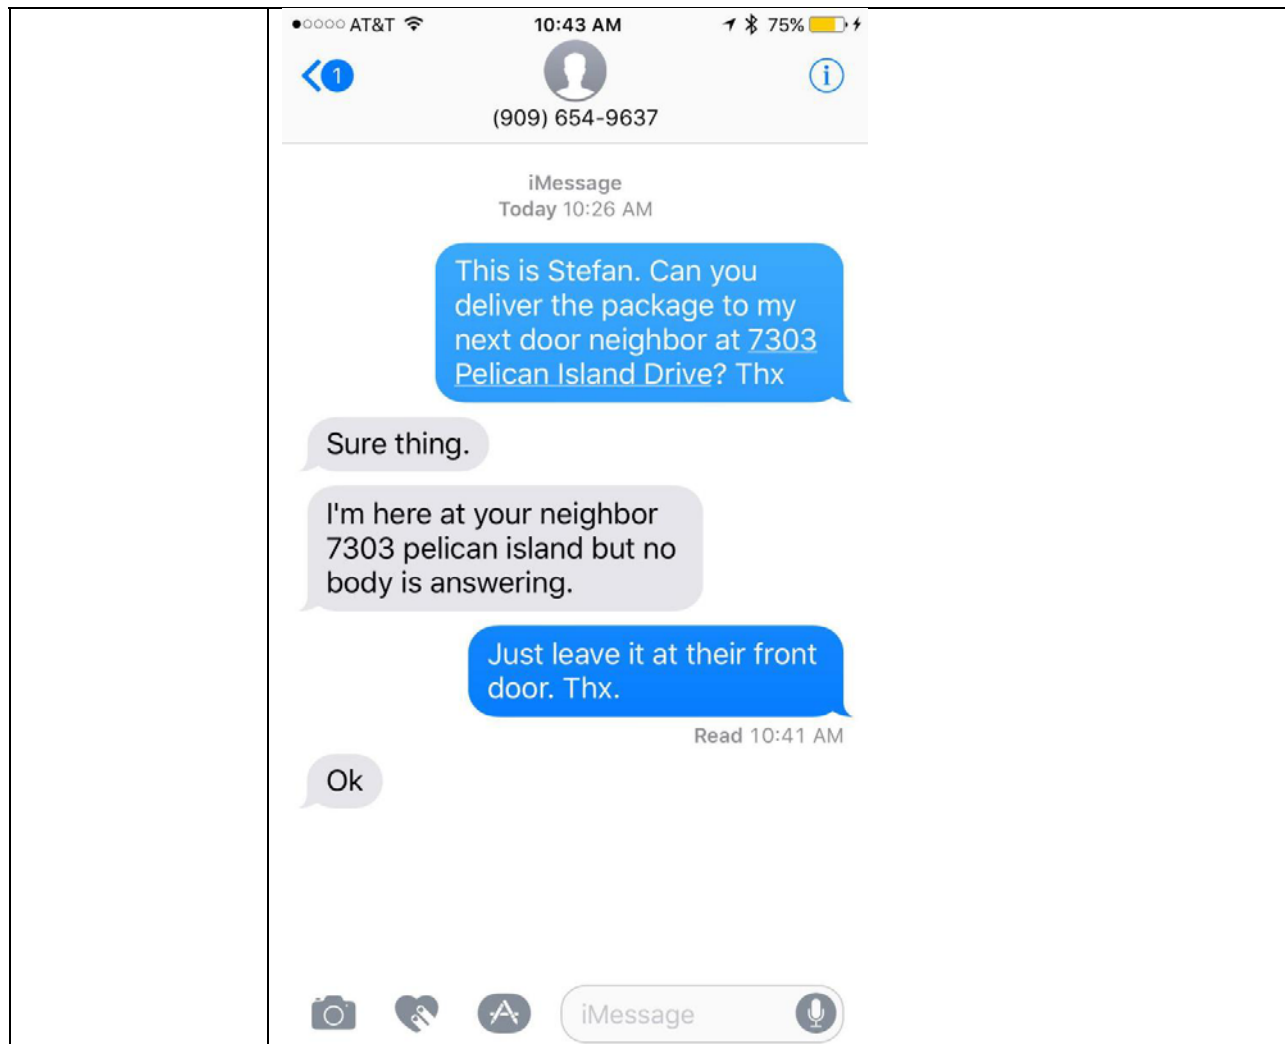 AT&T 10:43 AM 75%
1
(909) 654-9637
iMessage
Today 10:26 AM
This is Stefan. Can you
deliver the package to my
next door neighbor at 7303
Pelican Island Drive? Thx
Sure thing.
I'm here at your neighbor
7303 pelican island but no
body is answering.
Just leave it at their front
door. Thx.
Read 10:41 AM
Ok
iMessage